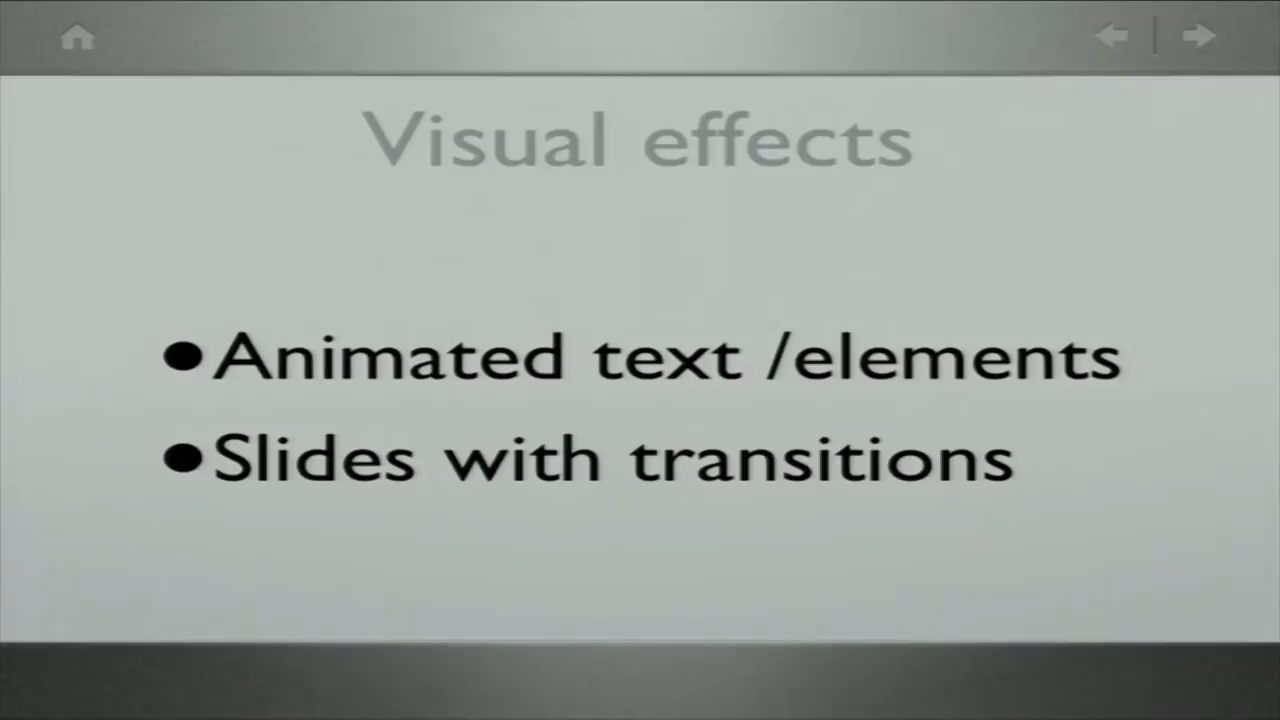 Visual effects
•Animated text /elements
•Slides with transitions